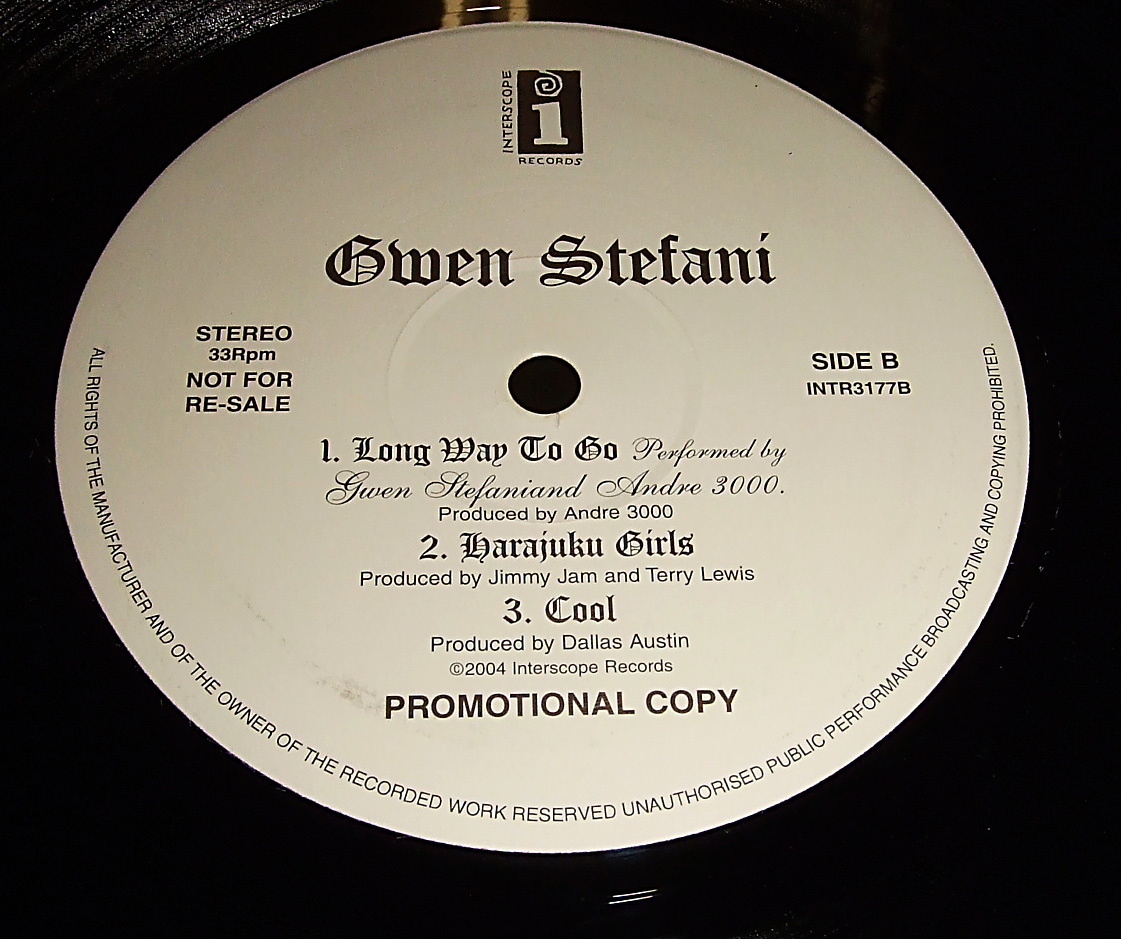 INTERSCOPE
i
RECORDS
Gwen Stefani
STEREO
33Rpm
NOT FOR
RE-SALE
SIDE B
INTR3177B
1. Long Way To Go Performed by
Gwen Stefaniand Andre 3000.
Produced by Andre 3000
2. Harajuku Girls
Produced by Jimmy Jam and Terry Lewis
3. Cool
Produced by Dallas Austin
©2004 Interscope Records
PROMOTIONAL COPY
ALL RIGHTS OF THE MANUFACTURER AND OF THE OWNER OF THE RECORDED WORK RESERVED UNAUTHORISED PUBLIC PERFORMANCE BROADCASTING AND COPYING PROHIBITED.